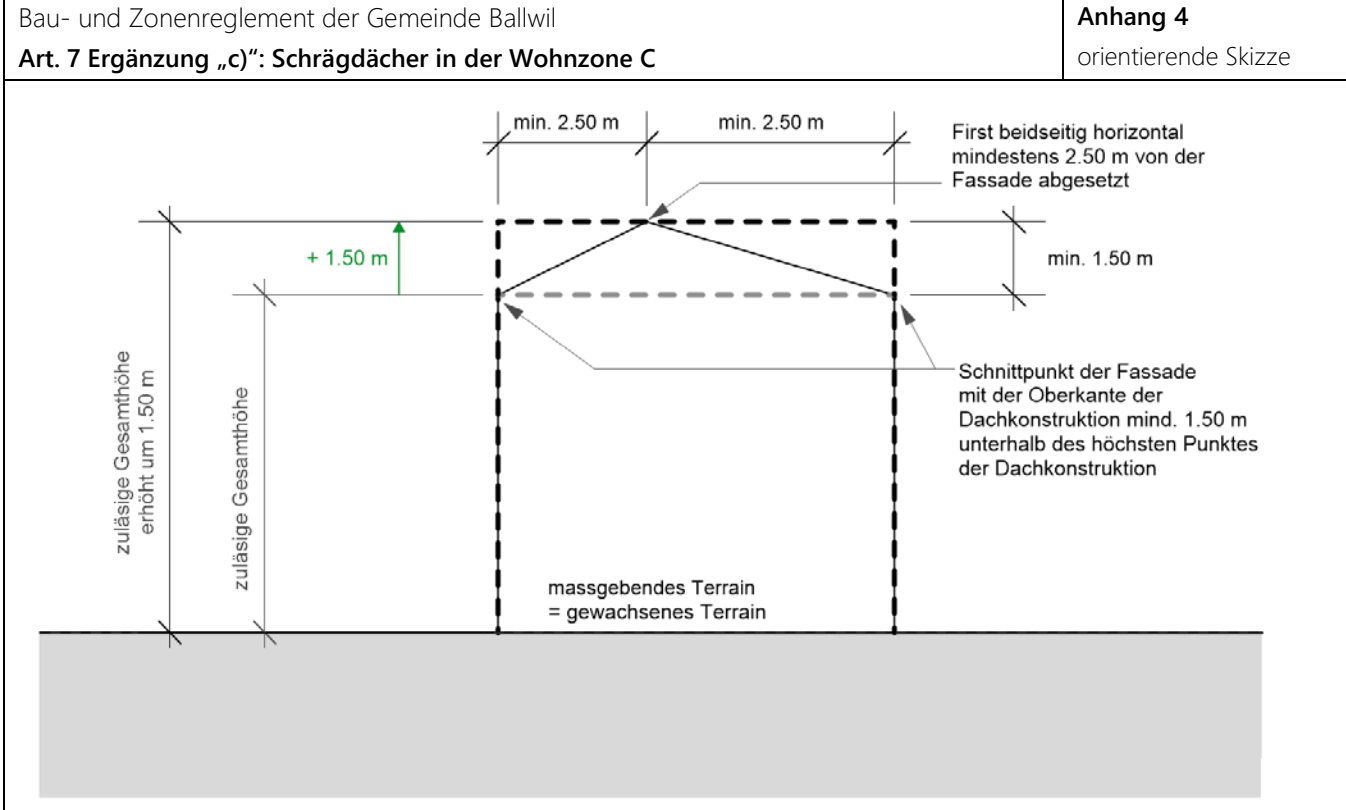 Bau- und Zonenreglement der Gemeinde Ballwil
Art. 7 Ergänzung „c)“: Schrägdächer in der Wohnzone C
Anhang 4
orientierende Skizze
min. 2.50 m
min. 2.50 m
First beidseitig horizontal
mindestens 2.50 m von der
Fassade abgesetzt
+ 1.50 m
min. 1.50 m
zuläsige Gesamthöhe
erhöht um 1.50 m
zuläsige Gesamthöhe
Schnittpunkt der Fassade
mit der Oberkante der
Dachkonstruktion mind. 1.50 m
unterhalb des höchsten Punktes
der Dachkonstruktion
massgebendes Terrain
= gewachsenes Terrain